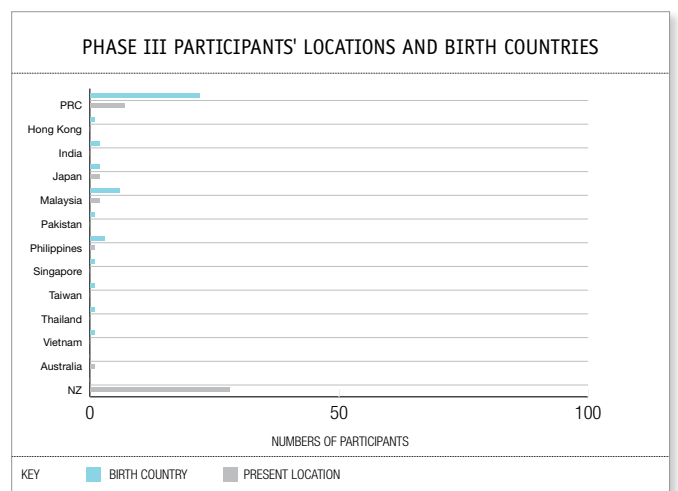 PHASE III PARTICIPANTS' LOCATIONS AND BIRTH COUNTRIES
PRC
Hong Kong
India
Japan
Malaysia
Pakistan
Philippines
Singapore
Taiwan
Thailand
Vietnam
Australia
NZ
0 50 100
NUMBERS OF PARTICIPANTS
KEY BIRTH COUNTRY PRESENT LOCATION